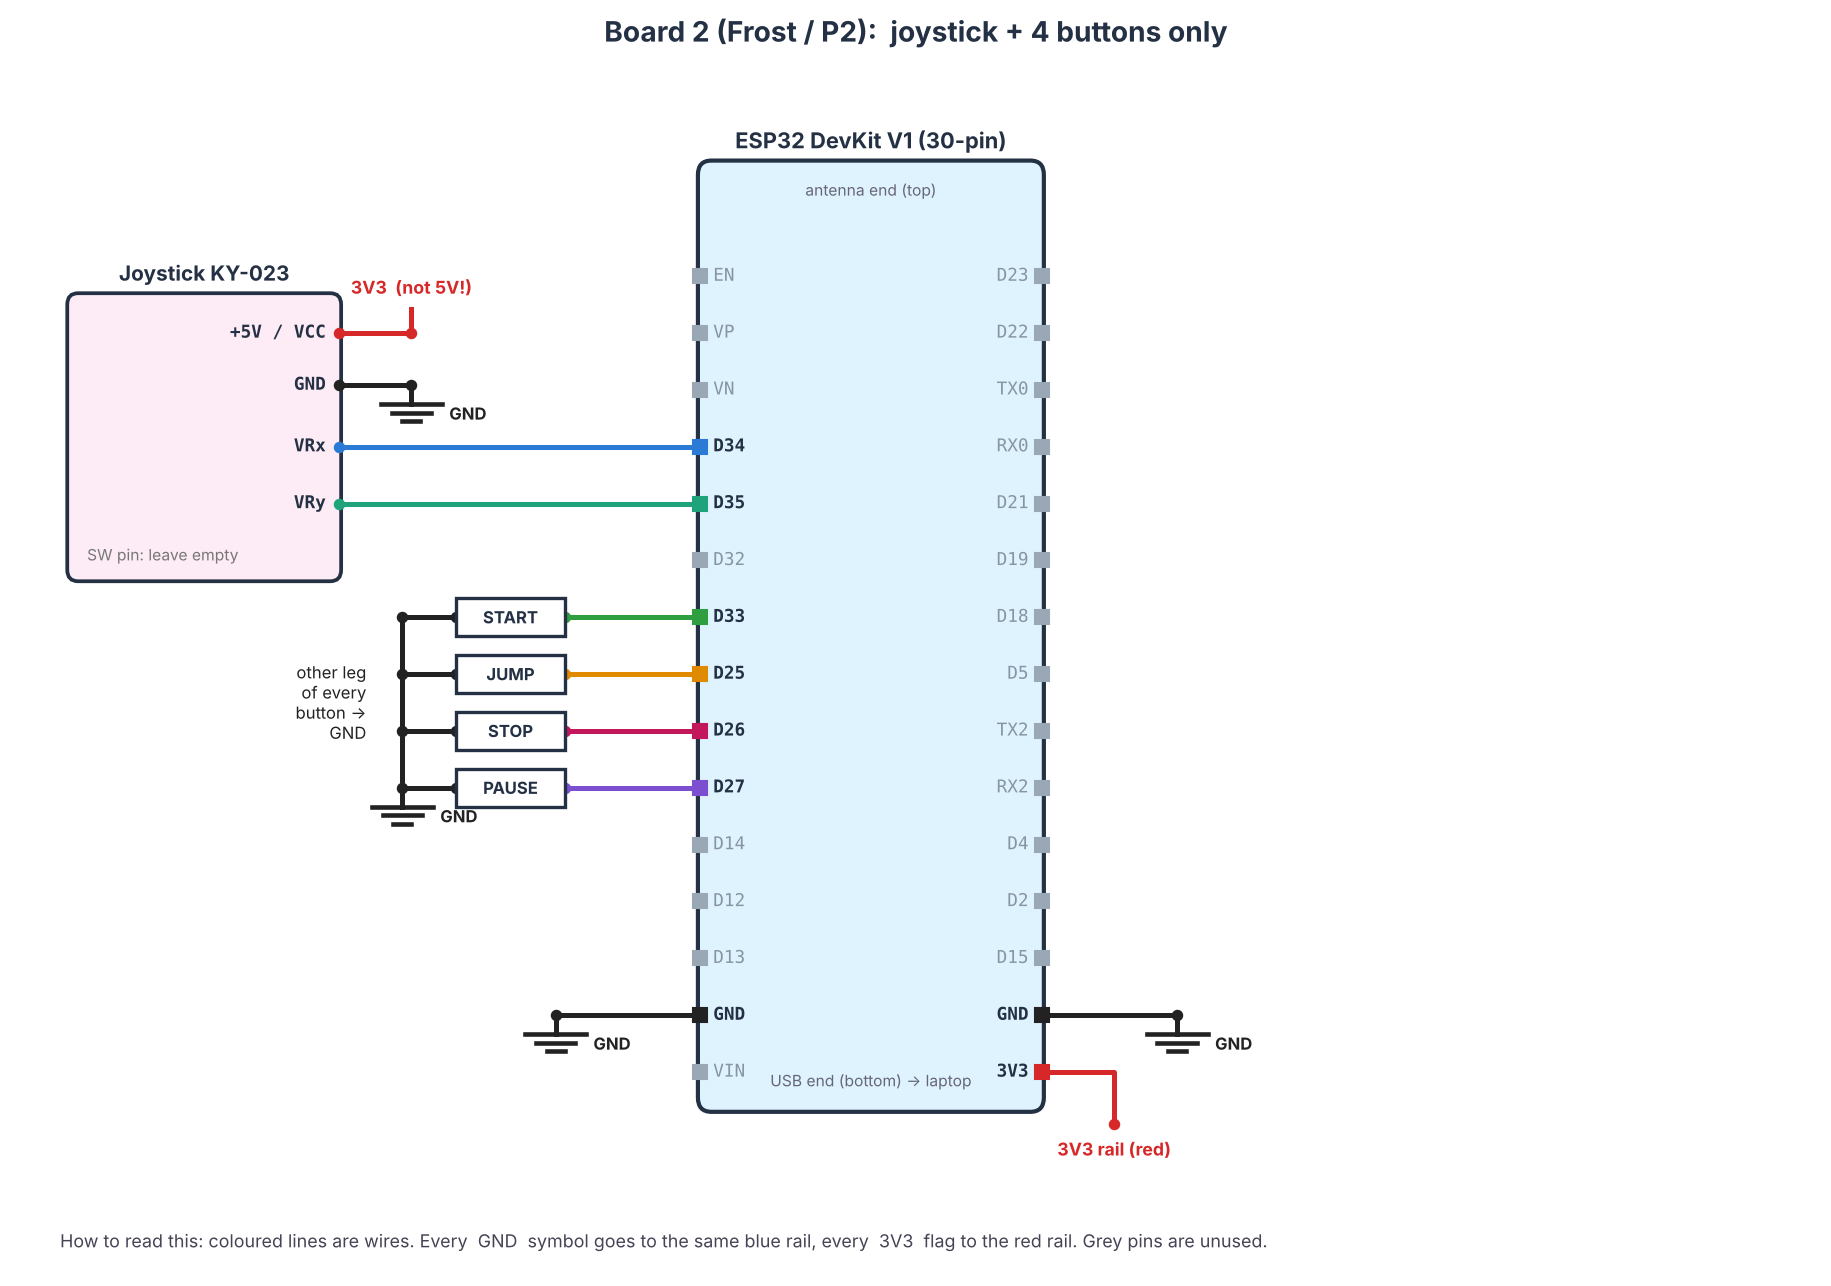 Board 2 (Frost / P2):  joystick + 4 buttons only
ESP32 DevKit V1 (30-pin)
antenna end (top)
Joystick KY-023
3V3  (not 5V!)
+5V / VCC
GND
GND
VRx
VRy
SW pin: leave empty
START
JUMP
STOP
PAUSE
other leg
of every
button →
GND
GND
EN
VP
VN
D34
D35
D32
D33
D25
D26
D27
D14
D12
D13
GND
VIN
D23
D22
TX0
RX0
D21
D19
D18
D5
TX2
RX2
D4
D2
D15
GND
3V3
GND
GND
USB end (bottom) → laptop
3V3 rail (red)
How to read this: coloured lines are wires. Every  GND  symbol goes to the same blue rail, every  3V3  flag to the red rail. Grey pins are unused.